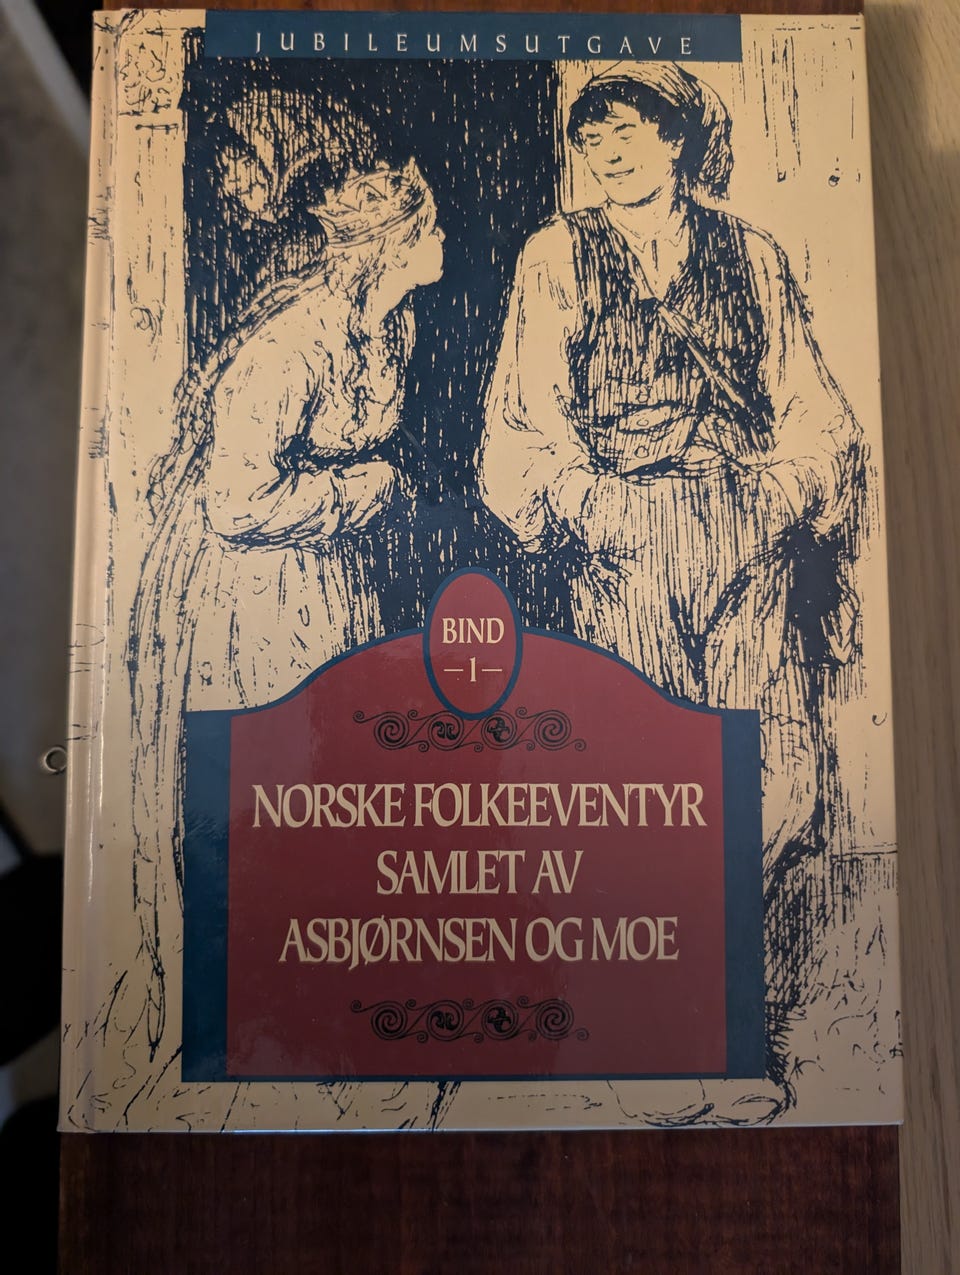 JUBILEUMSUTGAVE
BIND
—1—
NORSKE FOLKEEVENTYR
SAMLET AV
ASBJØRNSEN OG MOE